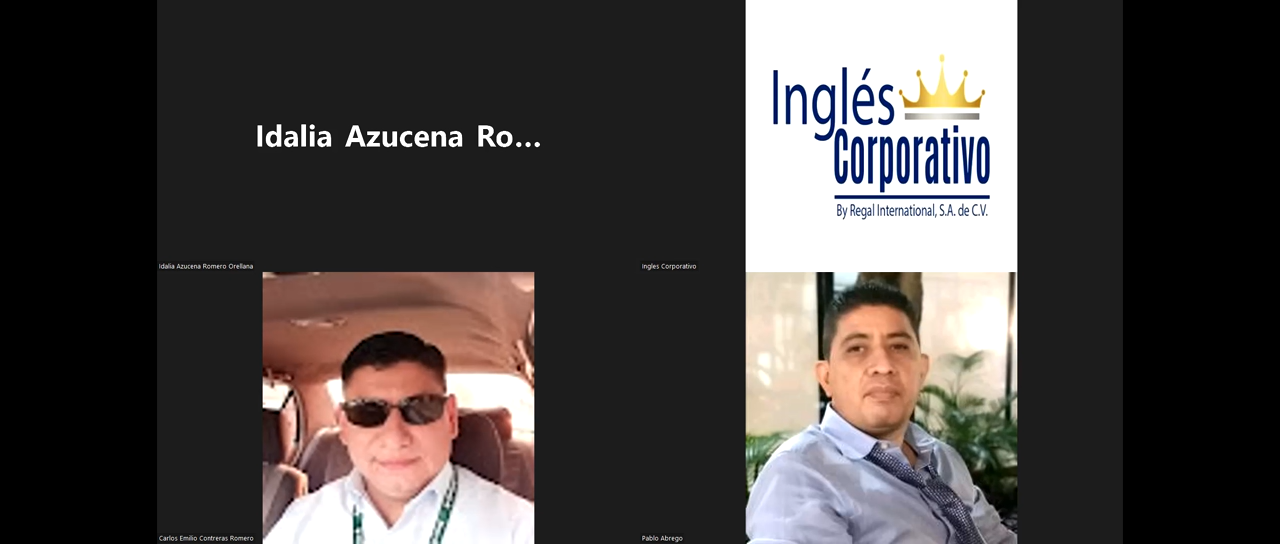 Idalia Azucena Ro...
Inglés
Corporativo
By Regal International, S.A. de C.V.
Idalia Azucena Romero Orellana
Ingles Corporativo
Carlos Emilio Contreras Romero
Pablo Abrego